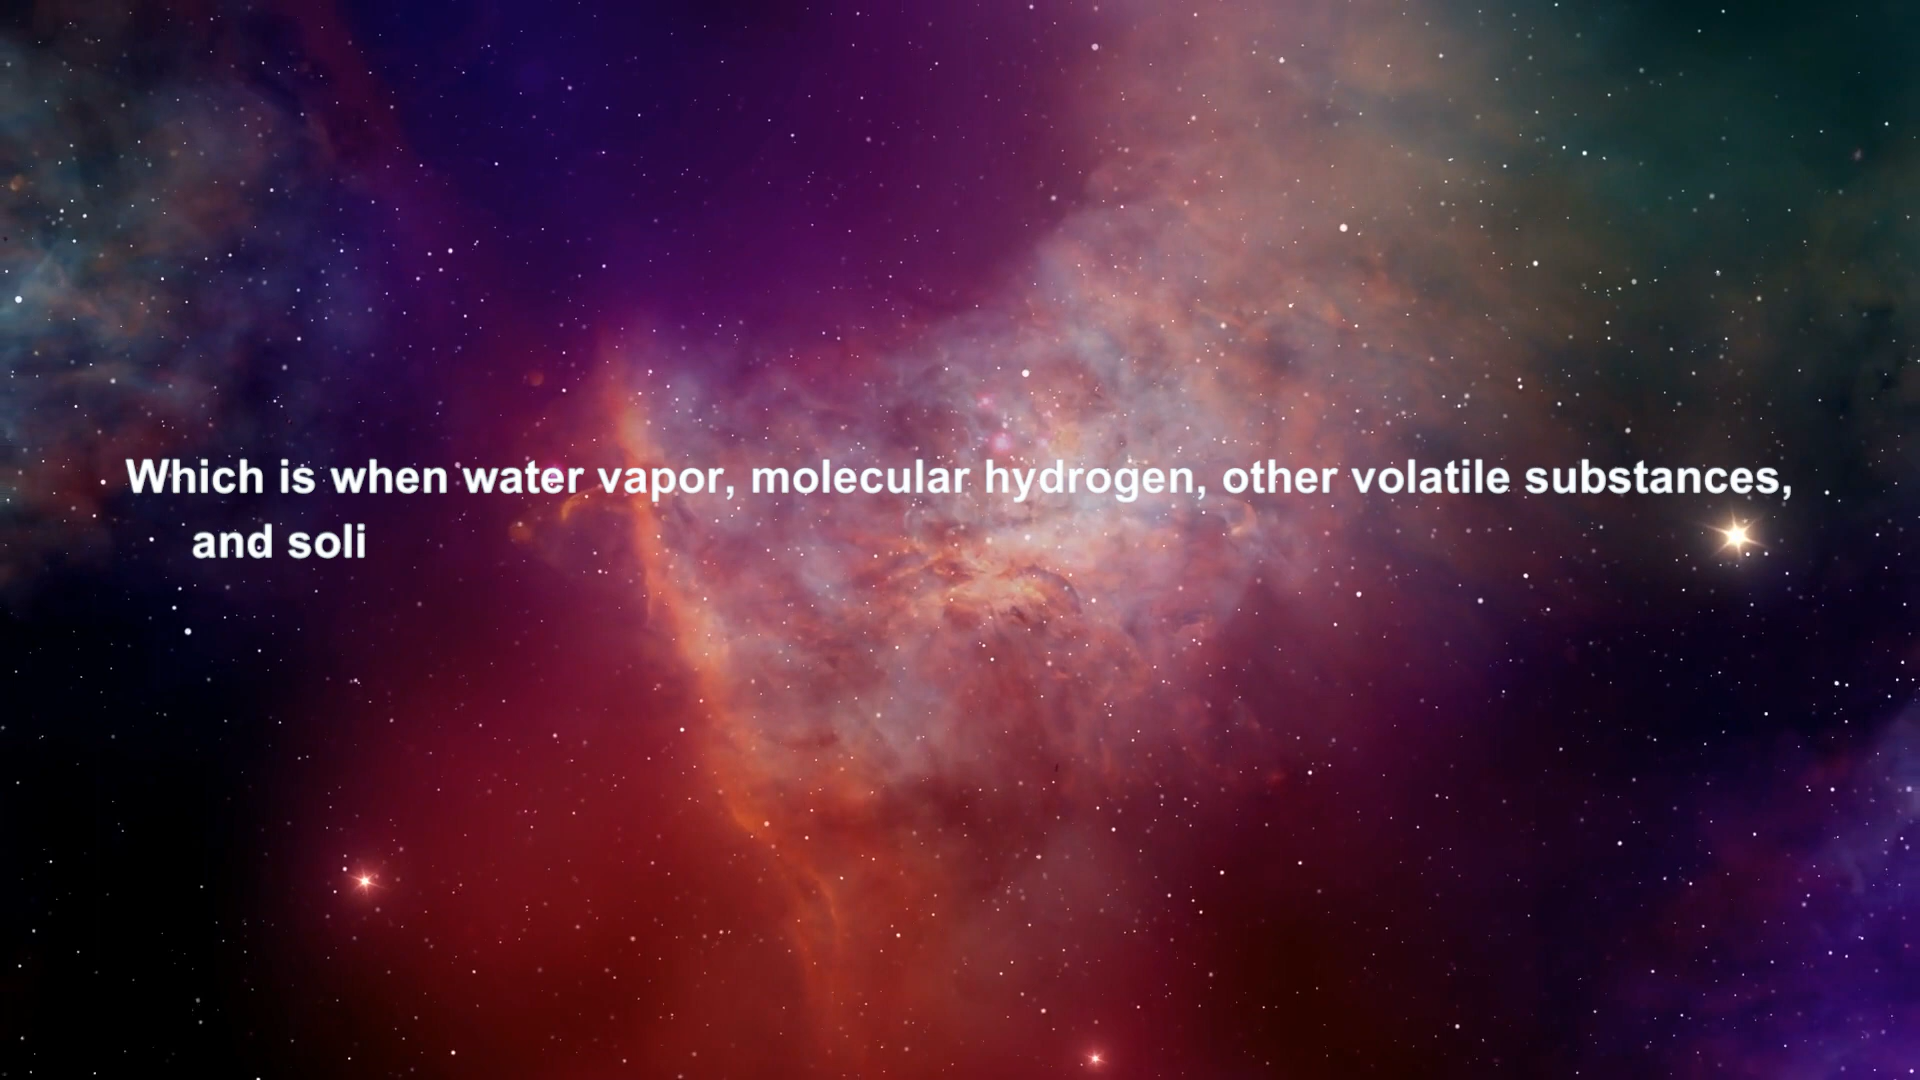 Which is when water vapor, molecular hydrogen, other volatile substances,
and soli